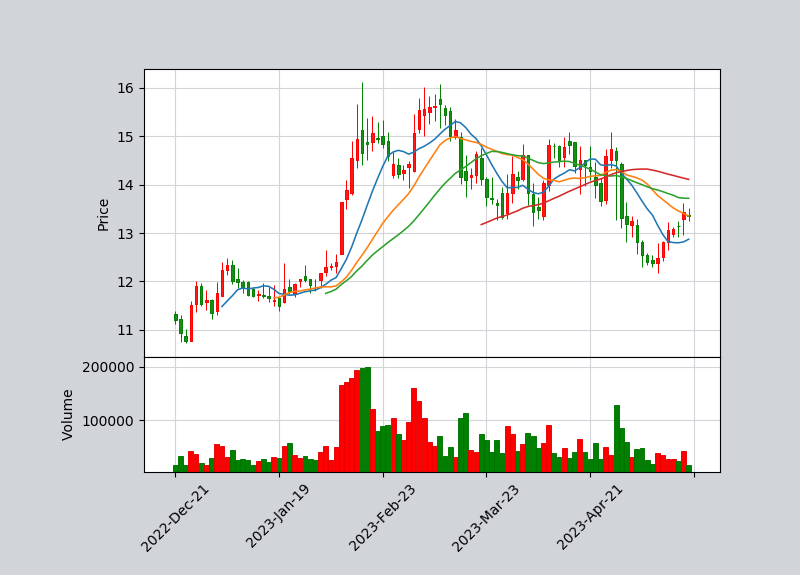 Price
16
15
14
13
12
11
Volume
200000
100000
2022-Dec-21
2023-Jan-19
2023-Feb-23
2023-Mar-23
2023-Apr-21